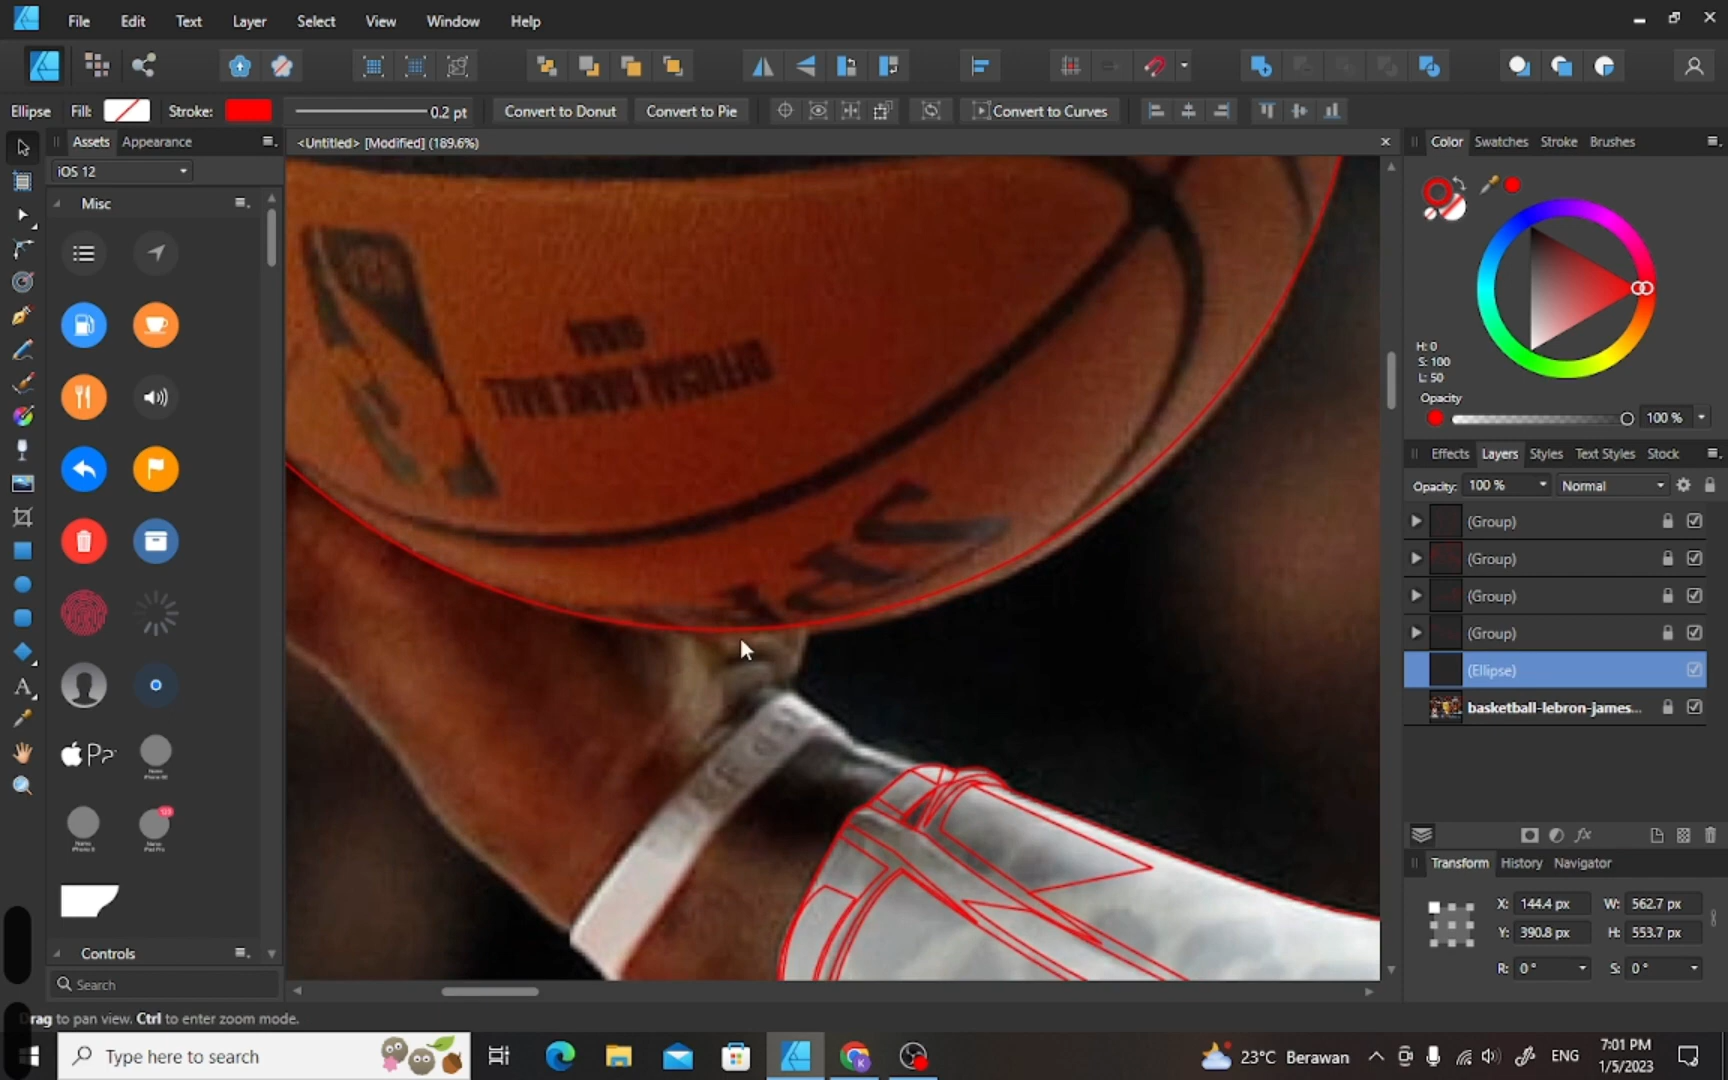 File Edit Text Layer Select View Window Help
Ellipse Fill: Stroke: 0.2 pt Convert to Donut Convert to Pie Convert to Curves
Assets Appearance
<Untitled> [Modified] (189.6%)
Color Swatches Stroke Brushes
iOS 12
Misc
H: 0
S: 100
L: 50
Opacity
100 %
Effects Layers Styles Text Styles Stock
Opacity: 100 % Normal
(Group)
(Group)
(Group)
(Group)
(Ellipse)
basketball-lebron-james...
Transform History Navigator
X: 144.4 px W: 562.7 px
Y: 390.8 px H: 553.7 px
R: 0 ° S: 0 °
Controls
Search
Drag to pan view. Ctrl to enter zoom mode.
Type here to search
23°C Berawan
ENG
7:01 PM
1/5/2023